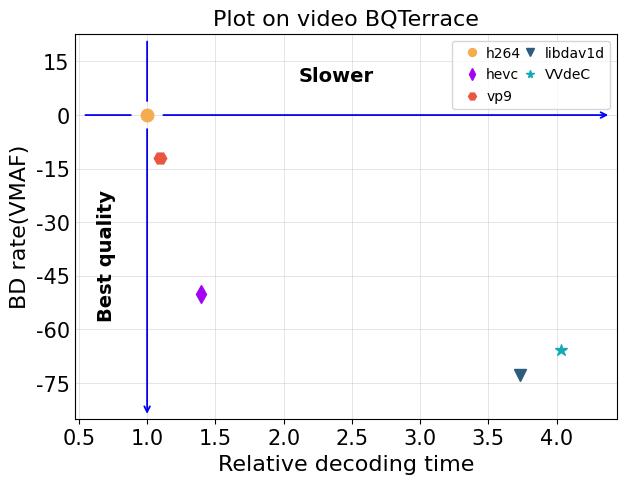 Plot on video BQTerrace
h264
hevc
vp9
libdav1d
VVdeC
Slower
Best quality
BD rate(VMAF)
15
0
-15
-30
-45
-60
-75
0.5 1.0 1.5 2.0 2.5 3.0 3.5 4.0
Relative decoding time